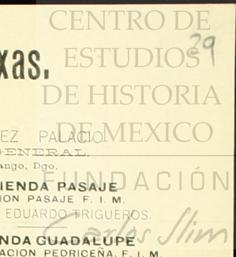 CENTRO DE
ESTUDIOS 29
xas.
DE HISTORIA
EZ PALACIO
DE MEXICO
GENERAL.
ango, Dgo.
IENDA PASAJE
FUNDACIÓN
ION PASAJE F. I. M.
EDUARDO TRIGUEROS.
Carlos Slim
NDA GUADALUPE
ACION PEDRICEÑA, F. I. M.